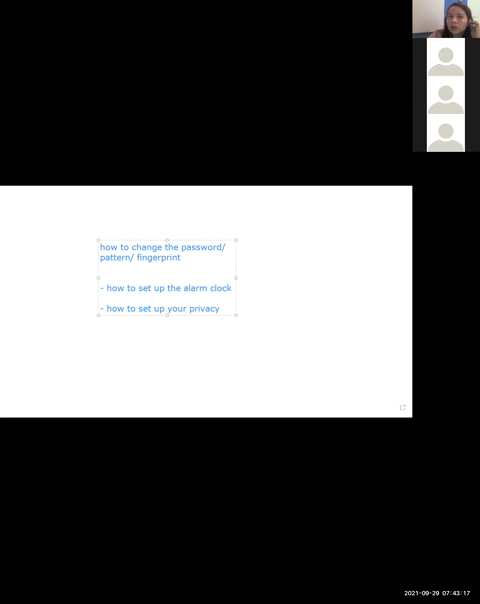 how to change the password/
pattern/ fingerprint
- how to set up the alarm clock
- how to set up your privacy
2021-09-29 07:43:17